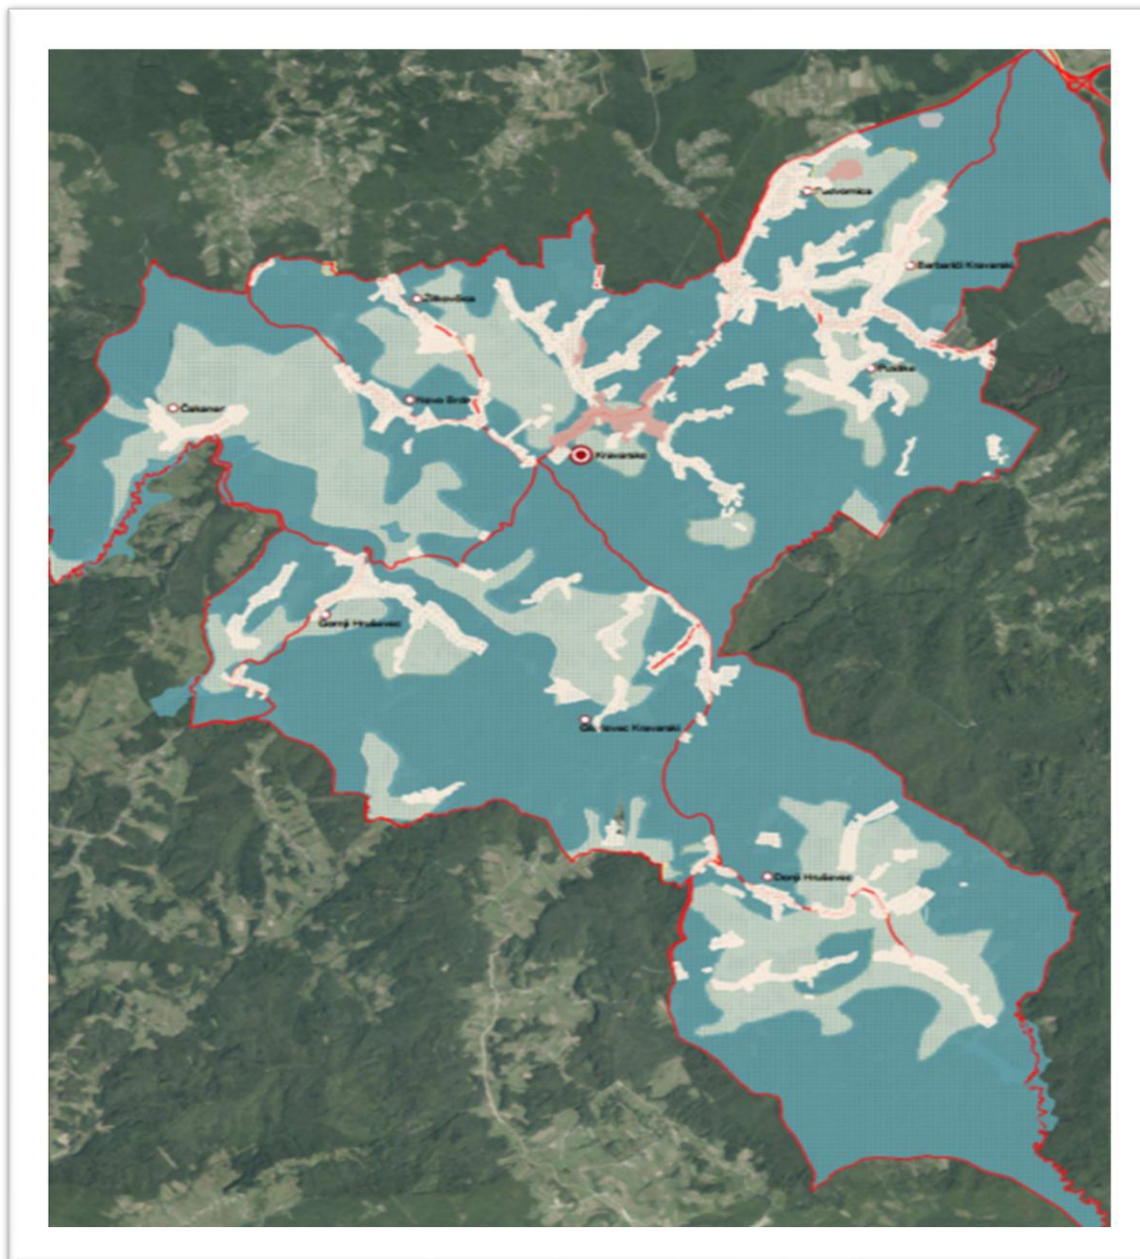 Barbarići Kravarski
Žitkovčica
Pustike
Novo Brdo
Čakanec
Kravarsko
Gornji Hruševec
Donji Hruševec